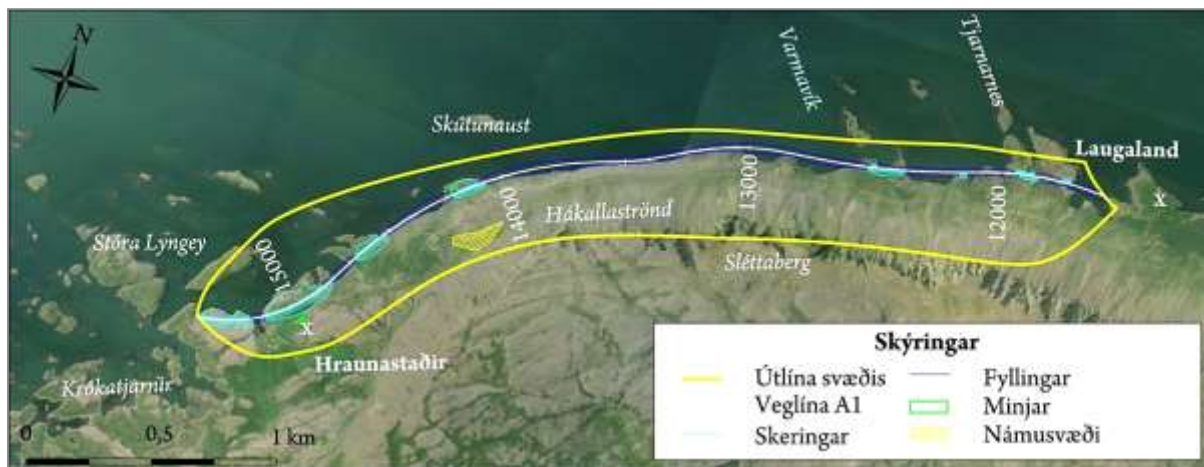 N
Varmavík
Tjarnarnes
Skútunaust
Laugaland
x
13000
12000
14000
Hákallaströnd
Stóra Lyngey
15000
Sléttaberg
x
Hraunastaðir
Krókatjarnir
0 0,5 1 km
Skýringar
Útlína svæðis
Fyllingar
Veglína A1
Minjar
Skeringar
Námusvæði